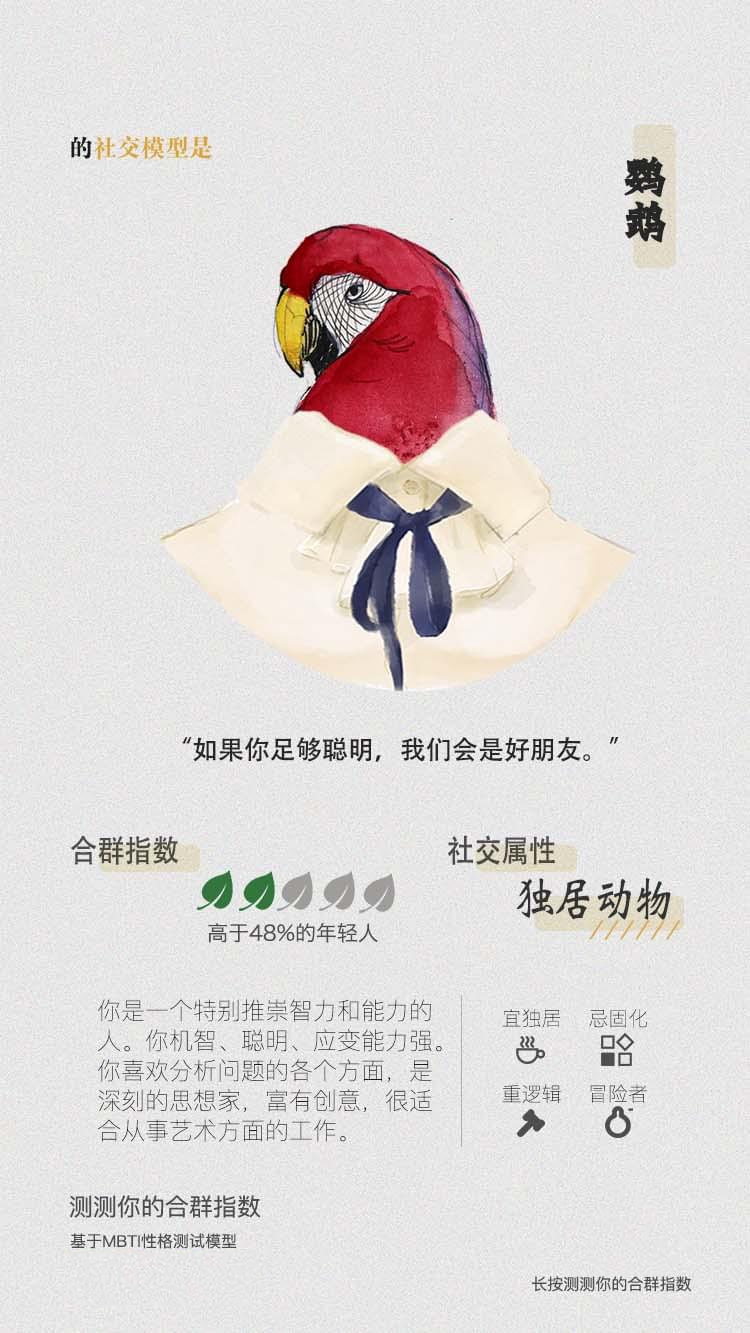 的社交模型是
鹦鹉
“如果你足够聪明，我们会是好朋友。”
合群指数
高于48%的年轻人
社交属性
独居动物
你是一个特别推崇智力和能力的
人。你机智、聪明、应变能力强。
你喜欢分析问题的各个方面，是
深刻的思想家，富有创意，很适
合从事艺术方面的工作。
宜独居 忌固化
重逻辑 冒险者
测测你的合群指数
基于MBTI性格测试模型
长按测测你的合群指数